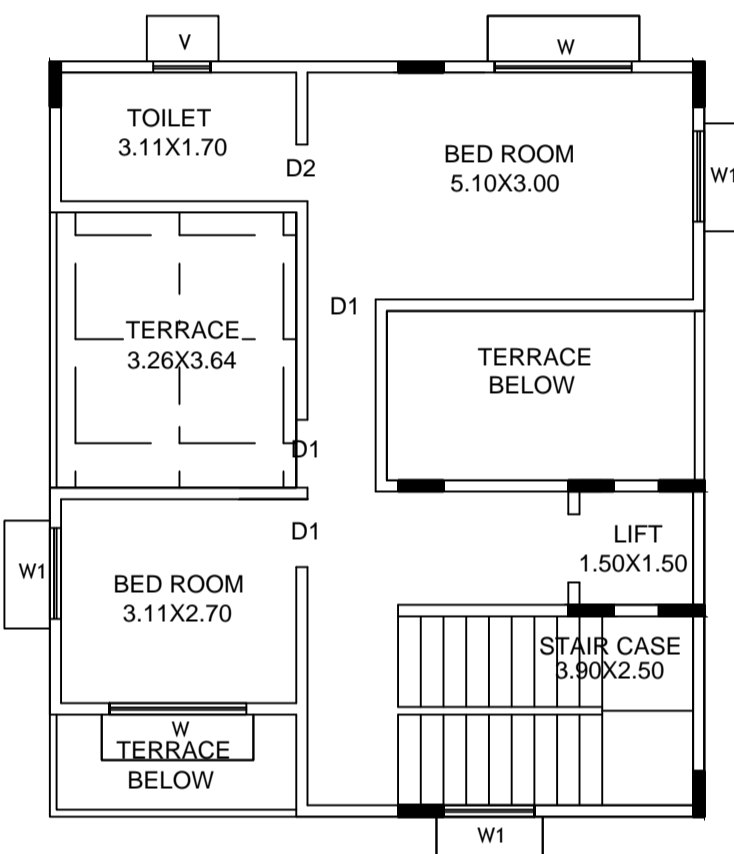 V
W
TOILET
3.11X1.70
D2
BED ROOM
5.10X3.00
W1
D1
TERRACE
3.26X3.64
TERRACE
BELOW
D1
D1
LIFT
1.50X1.50
W1
BED ROOM
3.11X2.70
STAIR CASE
3.90X2.50
W
TERRACE
BELOW
W1